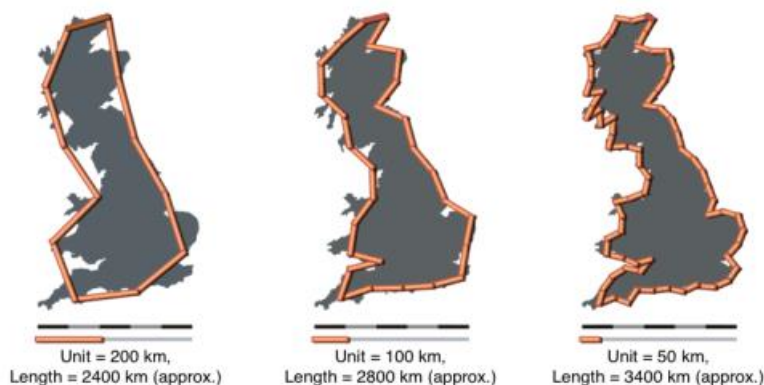 Unit = 200 km,
Length = 2400 km (approx.)
Unit = 100 km,
Length = 2800 km (approx.)
Unit = 50 km,
Length = 3400 km (approx.)